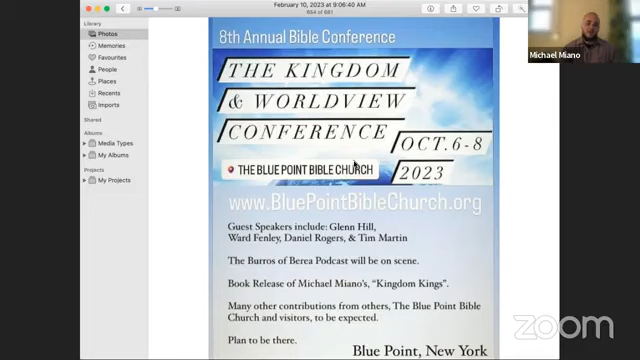 February 10, 2023 at 9:06:40 AM
654 of 681
Library
Photos
Memories
Favourites
People
Places
Recents
Imports
Shared
Albums
Media Types
My Albums
Projects
My Projects
8th Annual Bible Conference
THE KINGDOM
& WORLDVIEW
CONFERENCE
OCT.6-8
2023
THE BLUE POINT BIBLE CHURCH
www.BluePointBibleChurch.org
Guest Speakers include: Glenn Hill,
Ward Fenley, Daniel Rogers, & Tim Martin
The Burros of Berea Podcast will be on scene.
Book Release of Michael Miano's, “Kingdom Kings”.
Many other contributions from others, The Blue Point Bible
Church and visitors, to be expected.
Plan to be there.
Blue Point, New York
Michael Miano
zoom